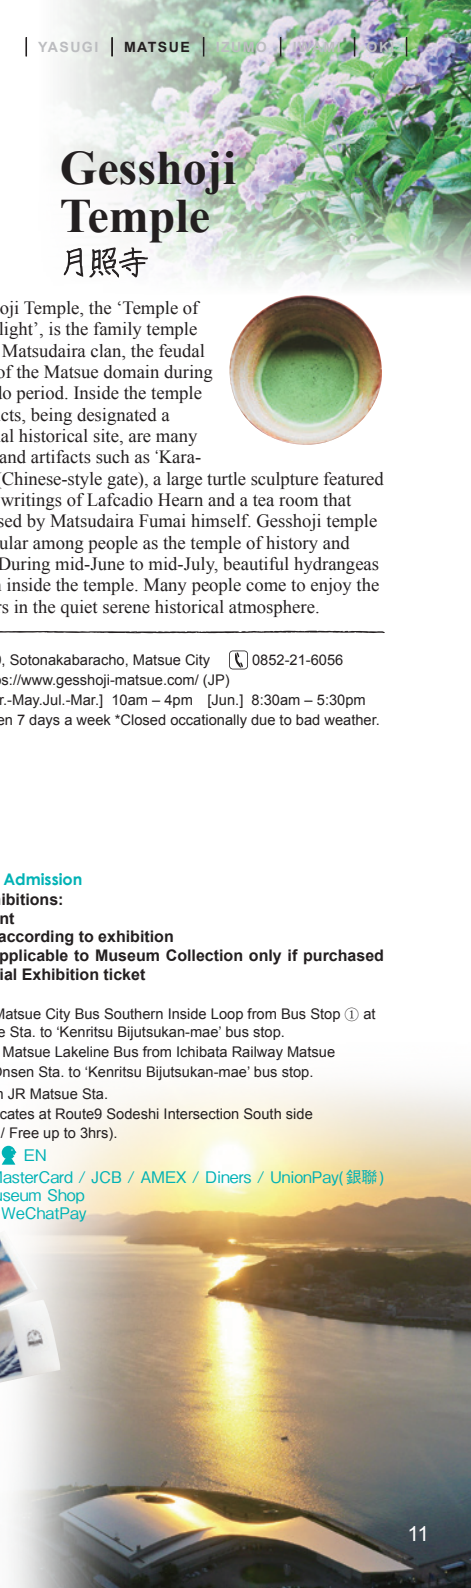 YASUGI | MATSUE | IZUMO
Gesshoji
Temple
月照寺
oji Temple, the ‘Temple of
light’, is the family temple
Matsudaira clan, the feudal
of the Matsue domain during
do period. Inside the temple
cts, being designated a
al historical site, are many
and artifacts such as ‘Kara-
(Chinese-style gate), a large turtle sculpture featured
writings of Lafcadio Hearn and a tea room that
sed by Matsudaira Fumai himself. Gesshoji temple
ular among people as the temple of history and
During mid-June to mid-July, beautiful hydrangeas
inside the temple. Many people come to enjoy the
rs in the quiet serene historical atmosphere.
, Sotonakabaracho, Matsue City 0852-21-6056
s://www.gesshoji-matsue.com/ (JP)
r.-May.Jul.-Mar.] 10am – 4pm [Jun.] 8:30am – 5:30pm
en 7 days a week *Closed occationally due to bad weather.
Admission
ibitions:
nt
according to exhibition
pplicable to Museum Collection only if purchased
ial Exhibition ticket
Matsue City Bus Southern Inside Loop from Bus Stop ① at
e Sta. to ‘Kenritsu Bijutsukan-mae’ bus stop.
Matsue Lakeline Bus from Ichibata Railway Matsue
Onsen Sta. to ‘Kenritsu Bijutsukan-mae’ bus stop.
JR Matsue Sta.
cates at Route9 Sodeshi Intersection South side
/ Free up to 3hrs).
EN
MasterCard / JCB / AMEX / Diners / UnionPay(銀聯)
useum Shop
WeChatPay
11